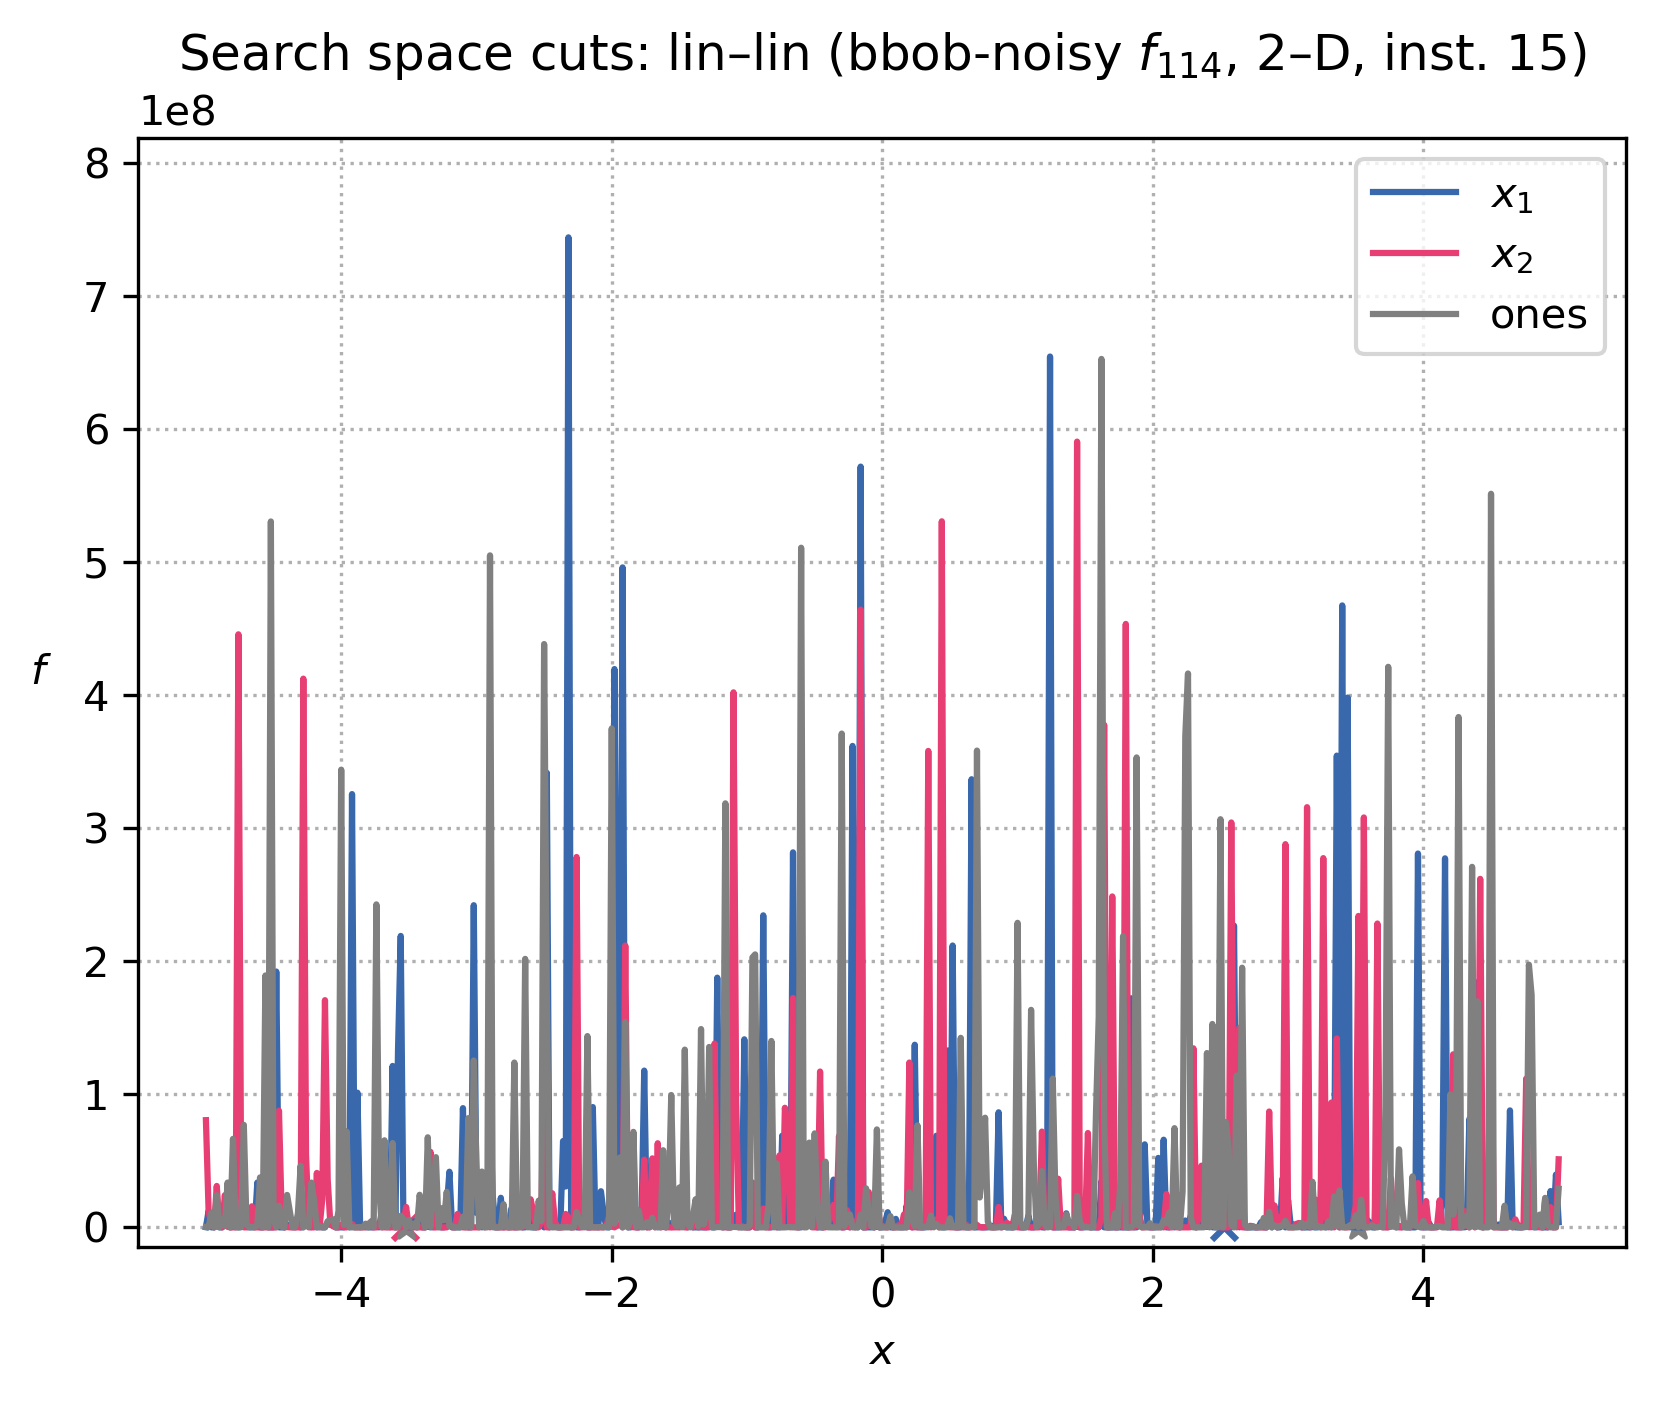 Search space cuts: lin–lin (bbob-noisy f₁₁₄, 2–D, inst. 15)
1e8
8
7
6
5
4
3
2
1
0
f
x₁
x₂
ones
−4 −2 0 2 4
x